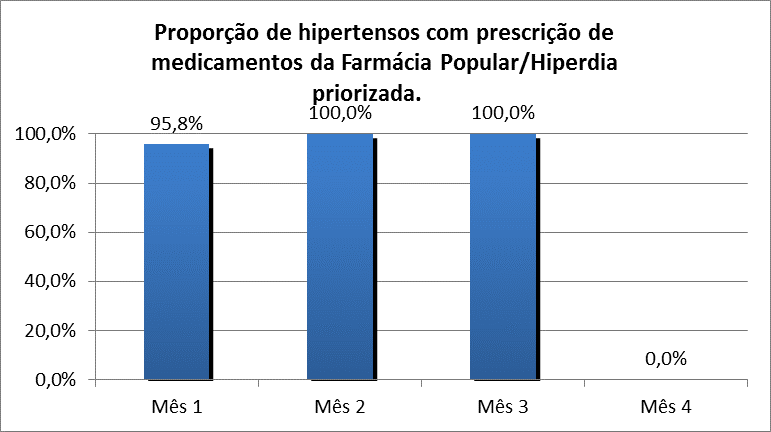 Proporção de hipertensos com prescrição de
medicamentos da Farmácia Popular/Hiperdia
priorizada.
100,0%
80,0%
60,0%
40,0%
20,0%
0,0%
95,8%
100,0%
100,0%
0,0%
Mês 1
Mês 2
Mês 3
Mês 4